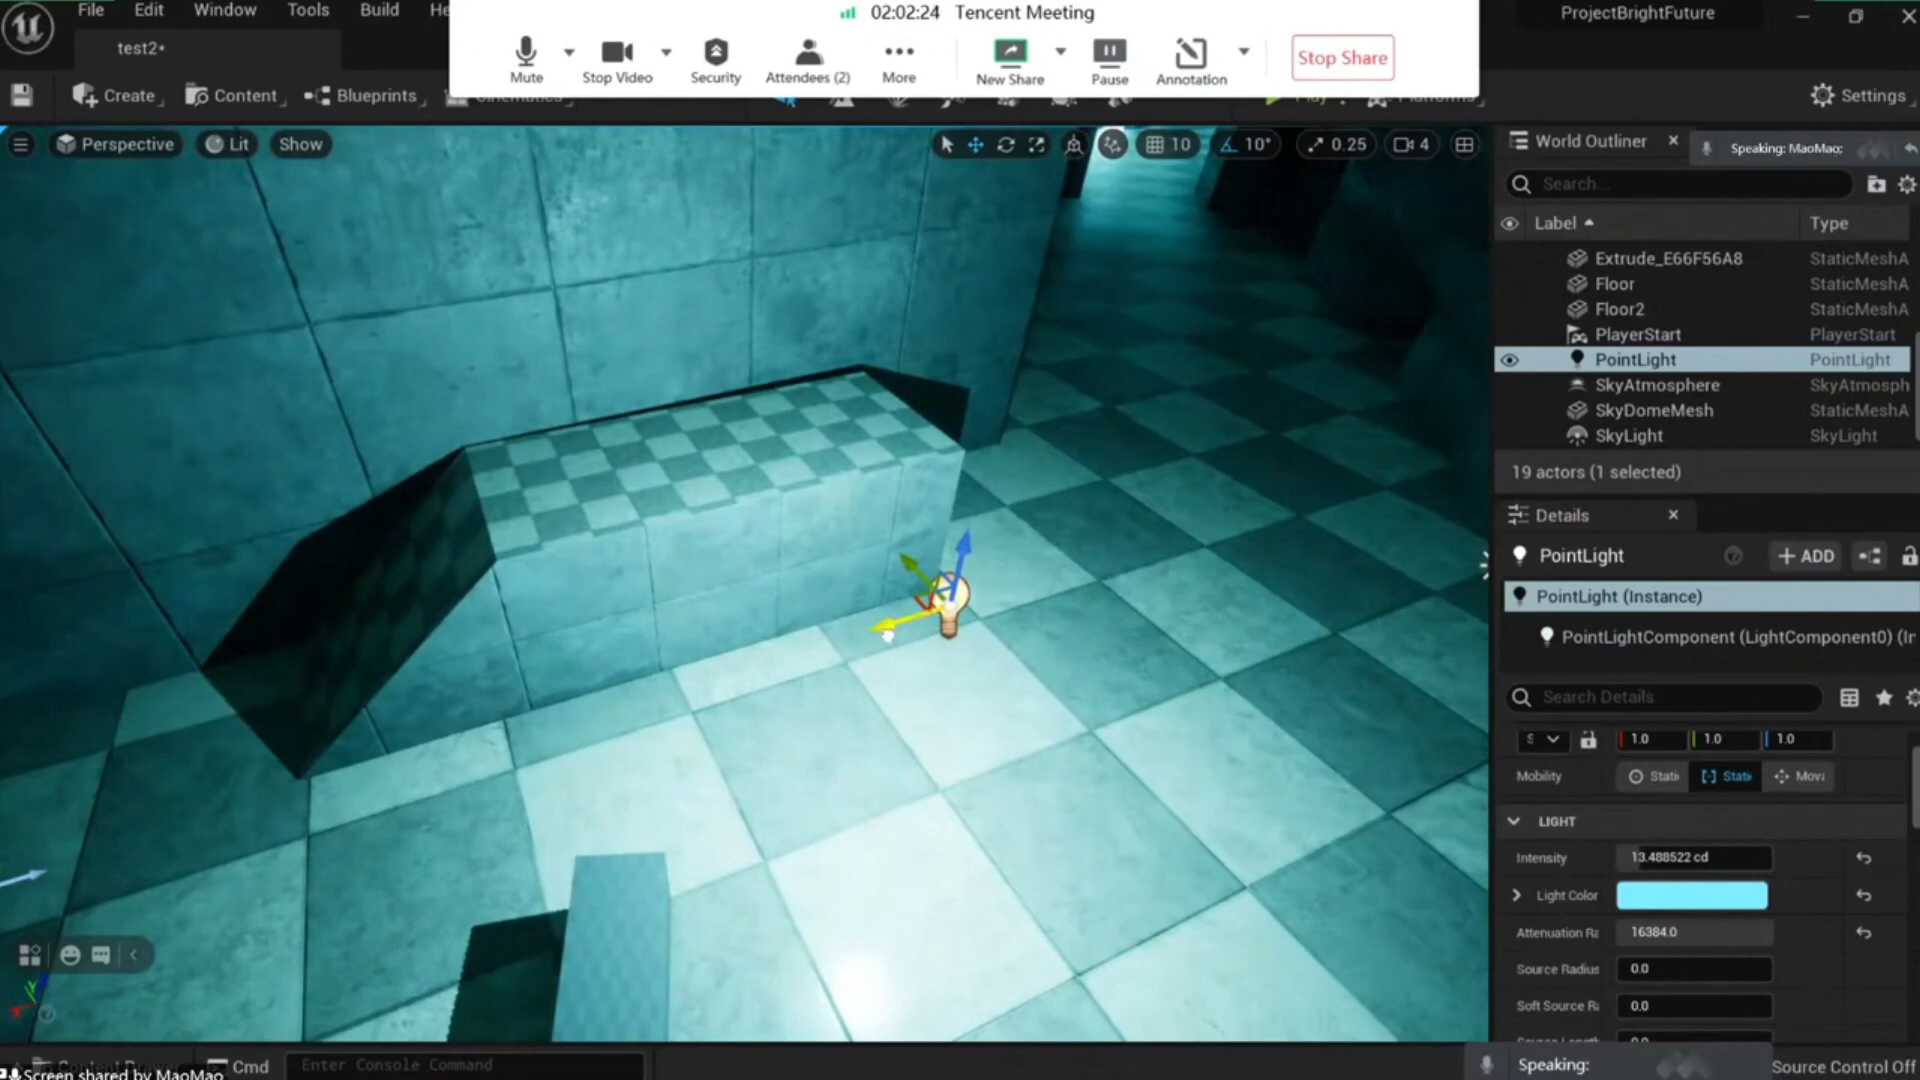 02:02:24 Tencent Meeting
File Edit Window Tools Build He
ProjectBrightFuture
test2•
Mute Stop Video Security Attendees (2) More New Share Pause Annotation Stop Share
Create Content Blueprints
Settings
Perspective Lit Show
10 10° 0.25 4
World Outliner
Speaking: MaoMao;
Search...
Label Type
Extrude_E66F56A8 StaticMeshA
Floor StaticMeshA
Floor2 StaticMeshA
PlayerStart PlayerStart
PointLight PointLight
SkyAtmosphere SkyAtmosph
SkyDomeMesh StaticMeshA
SkyLight SkyLight
19 actors (1 selected)
Details
PointLight + ADD
PointLight (Instance)
PointLightComponent (LightComponent0) (Ir
Search Details
1.0 1.0 1.0
Mobility Stati Stati Mova
LIGHT
Intensity 13.488522 cd
Light Color
Attenuation Ra 16384.0
Source Radius 0.0
Soft Source Ra 0.0
Cmd Enter Console Command
Speaking:
Source Control Off
Screen shared by MaoMao